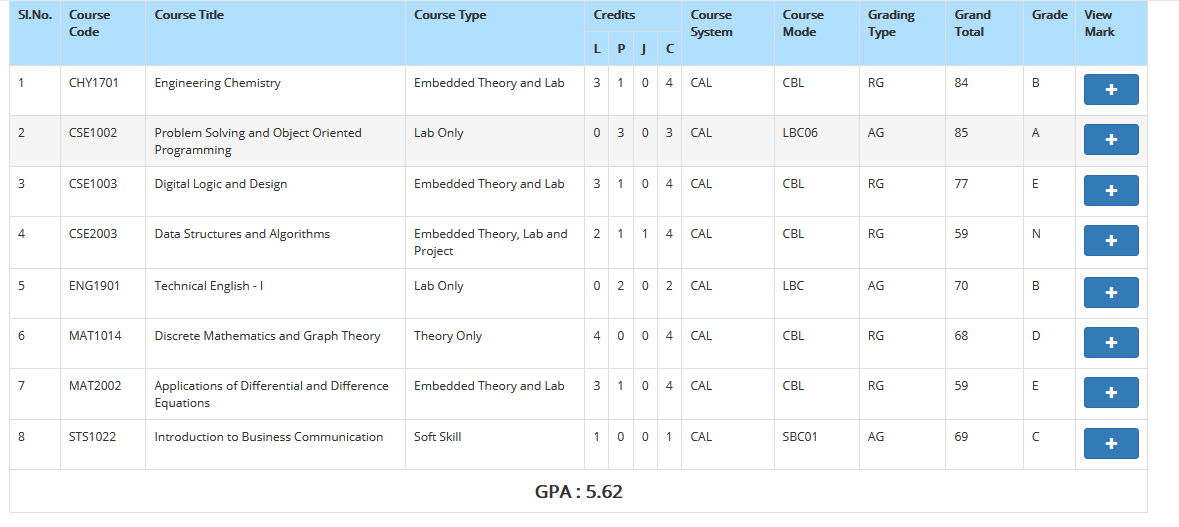 Sl.No. Course Code Course Title Course Type Credits Course System Course Mode Grading Type Grand Total Grade View Mark
L P J C
1 CHY1701 Engineering Chemistry Embedded Theory and Lab 3 1 0 4 CAL CBL RG 84 B
2 CSE1002 Problem Solving and Object Oriented Programming Lab Only 0 3 0 3 CAL LBC06 AG 85 A
3 CSE1003 Digital Logic and Design Embedded Theory and Lab 3 1 0 4 CAL CBL RG 77 E
4 CSE2003 Data Structures and Algorithms Embedded Theory, Lab and Project 2 1 1 4 CAL CBL RG 59 N
5 ENG1901 Technical English - I Lab Only 0 2 0 2 CAL LBC AG 70 B
6 MAT1014 Discrete Mathematics and Graph Theory Theory Only 4 0 0 4 CAL CBL RG 68 D
7 MAT2002 Applications of Differential and Difference Equations Embedded Theory and Lab 3 1 0 4 CAL CBL RG 59 E
8 STS1022 Introduction to Business Communication Soft Skill 1 0 0 1 CAL SBC01 AG 69 C
GPA : 5.62